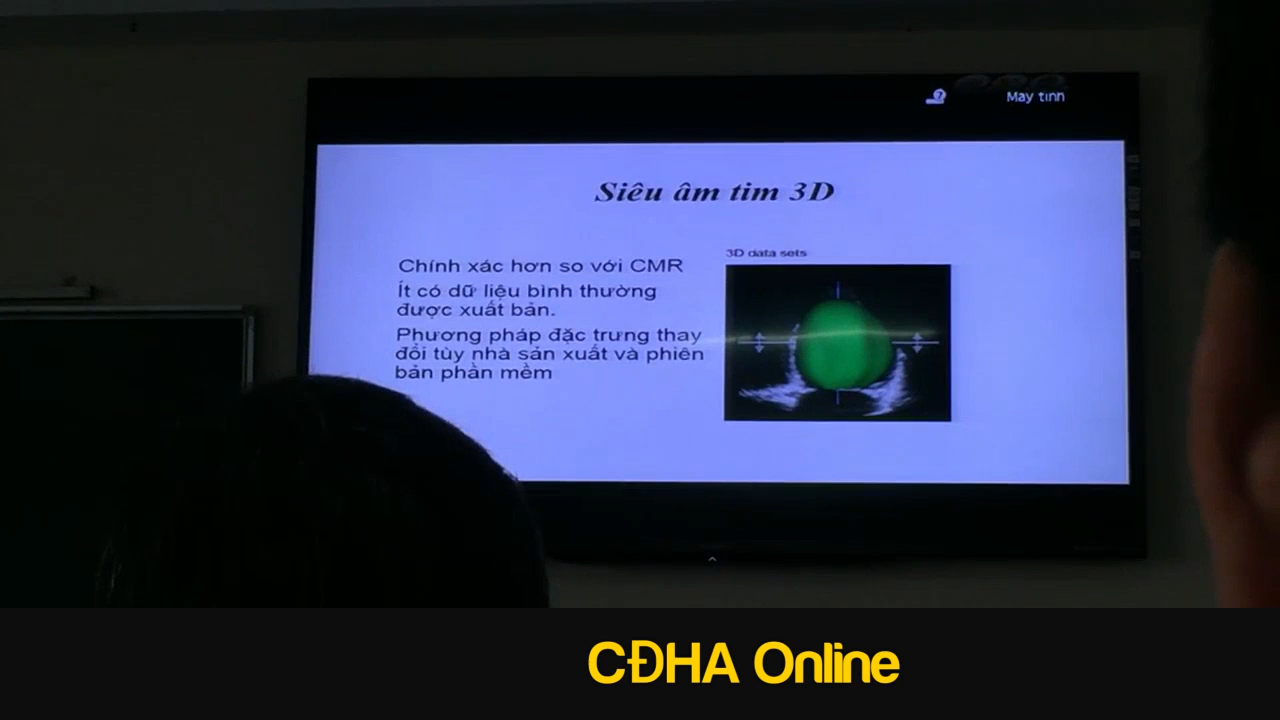 Máy tính
Siêu âm tim 3D
Chính xác hơn so với CMR
Ít có dữ liệu bình thường
được xuất bản.
Phương pháp đặc trưng thay
đổi tùy nhà sản xuất và phiên
bản phần mềm
3D data sets
CĐHA Online